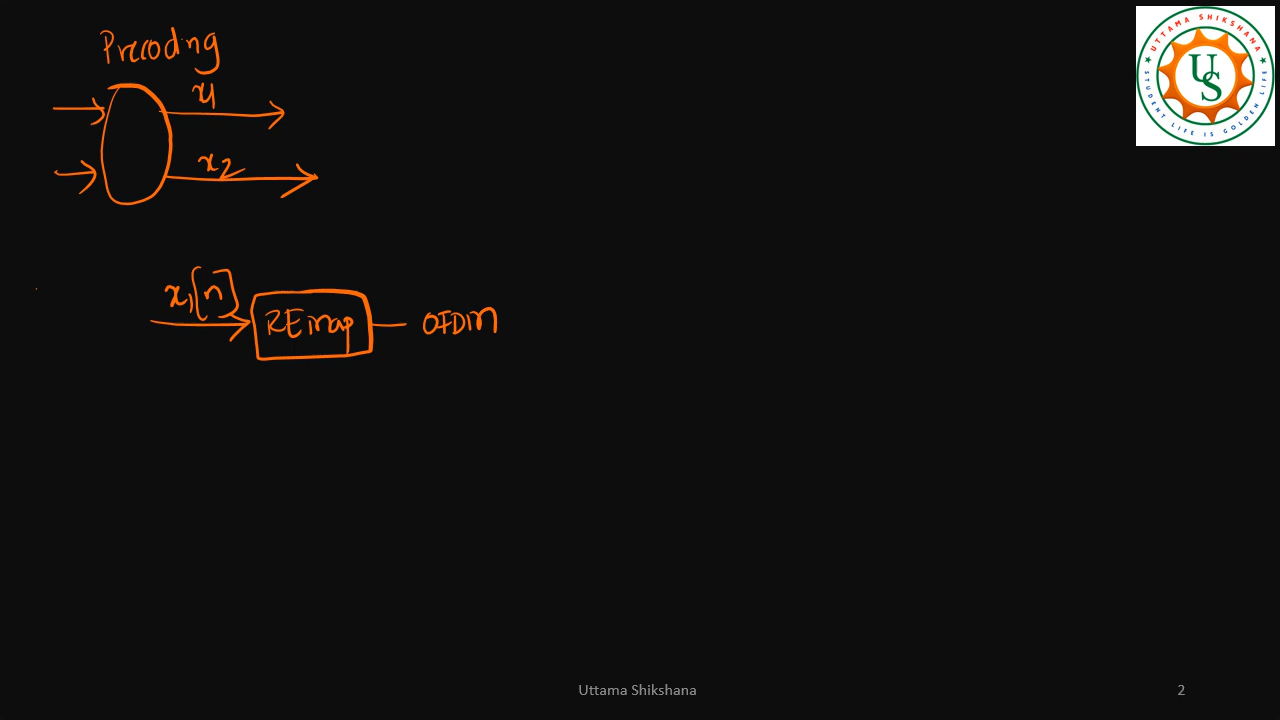 Precoding
x1
x2
x1[n]
REmap
OFDM
UTTAMA SHIKSHANA
US
STUDENT LIFE IS GOLDEN LIFE
Uttama Shikshana
2